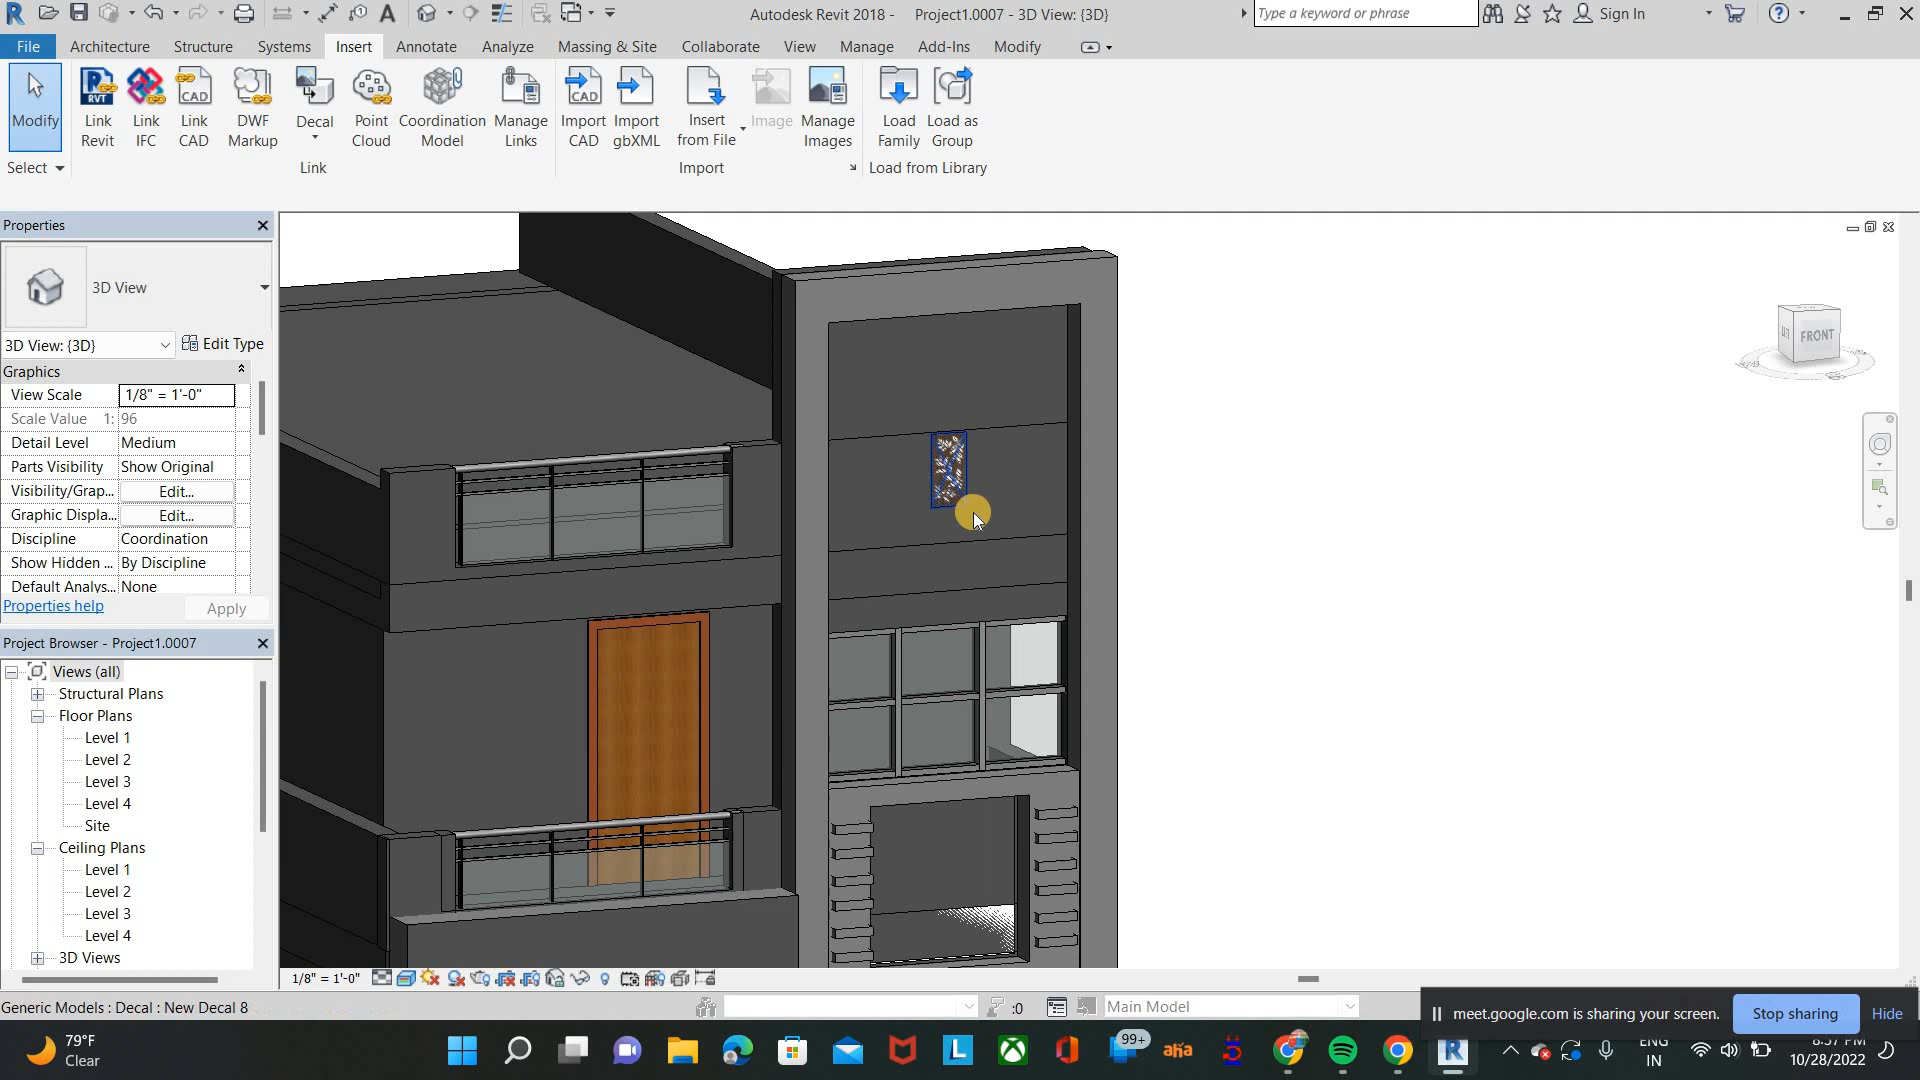 Autodesk Revit 2018 - Project1.0007 - 3D View: {3D}
Type a keyword or phrase
Sign In
File Architecture Structure Systems Insert Annotate Analyze Massing & Site Collaborate View Manage Add-Ins Modify
Modify
Link Revit
Link IFC
Link CAD
DWF Markup
Decal
Point Cloud
Coordination Model
Manage Links
Import CAD
Import gbXML
Insert from File
Image
Manage Images
Load Family
Load as Group
Select
Link
Import
Load from Library
Properties
3D View
3D View: {3D}
Edit Type
Graphics
View Scale 1/8" = 1'-0"
Scale Value 1: 96
Detail Level Medium
Parts Visibility Show Original
Visibility/Grap... Edit...
Graphic Displa... Edit...
Discipline Coordination
Show Hidden ... By Discipline
Default Analys... None
Properties help
Apply
Project Browser - Project1.0007
Views (all)
Structural Plans
Floor Plans
Level 1
Level 2
Level 3
Level 4
Site
Ceiling Plans
Level 1
Level 2
Level 3
Level 4
3D Views
FRONT
1/8" = 1'-0"
Generic Models : Decal : New Decal 8
:0
Main Model
meet.google.com is sharing your screen.
Stop sharing
Hide
79°F
Clear
99+
aha
ENG
IN
8:37 PM
10/28/2022